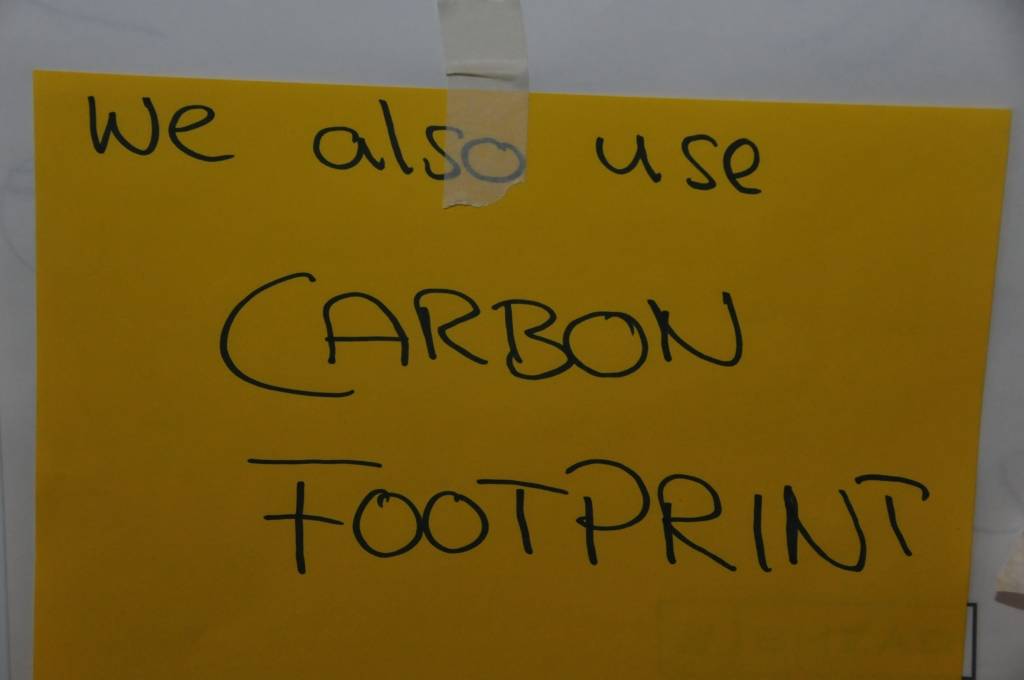 We also use
CARBON
FOOTPRINT